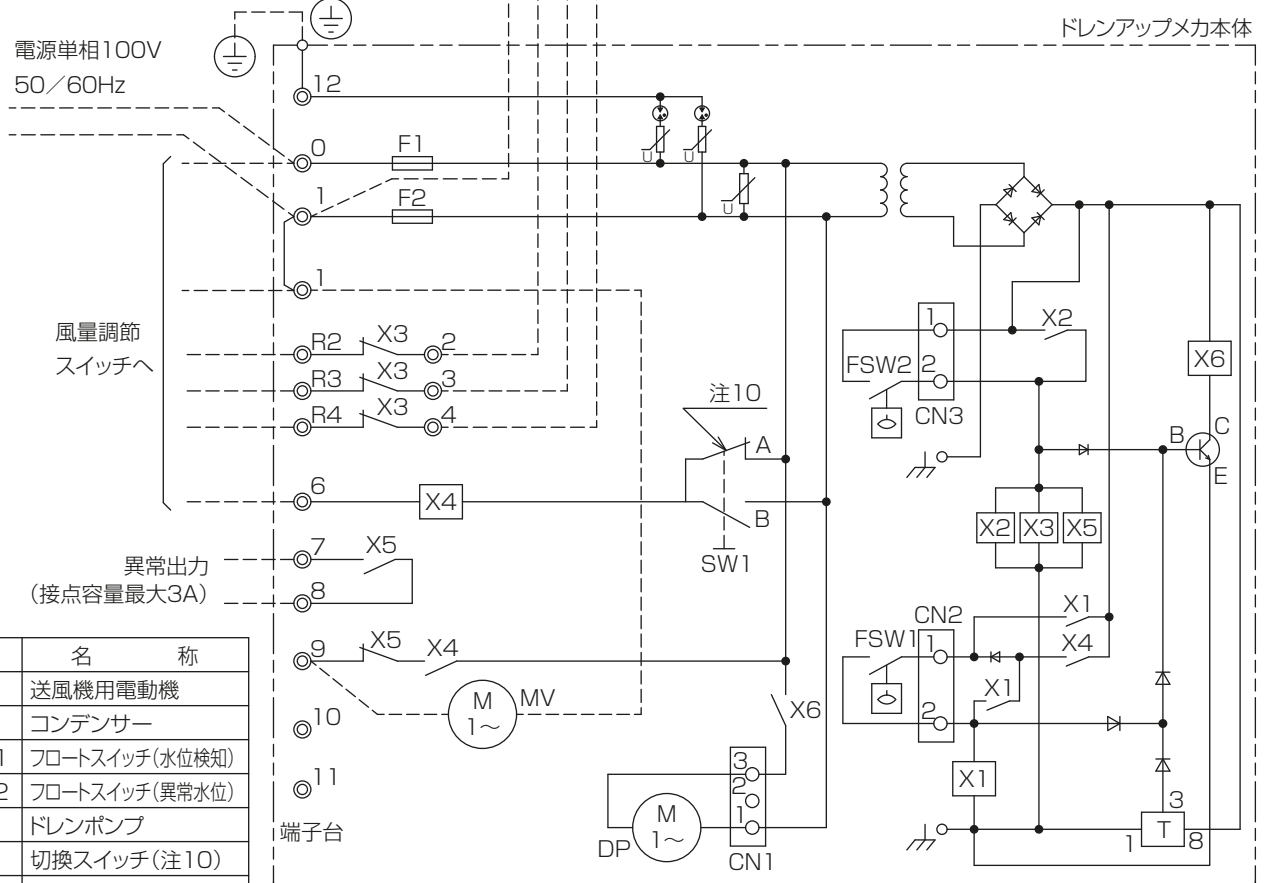 ドレンアップメカ本体
電源単相100V
50／60Hz
12
0
F1
U
U
1
F2
U
1
風量調節
スイッチへ
R2
X3
2
R3
X3
3
R4
X3
4
注10
A
B
SW1
6
X4
1
X2
FSW2
2
CN3
X6
B
C
E
X2
X3
X5
7
X5
異常出力
(接点容量最大3A)
8
9
X5
X4
M
1〜
MV
10
11
端子台
X6
3
2
1
CN1
M
1〜
DP
CN2
FSW1
1
2
X1
X4
X1
X1
3
T
1
8
名 称
送風機用電動機
コンデンサー
1 フロートスイッチ(水位検知)
2 フロートスイッチ(異常水位)
ドレンポンプ
切換スイッチ(注10)